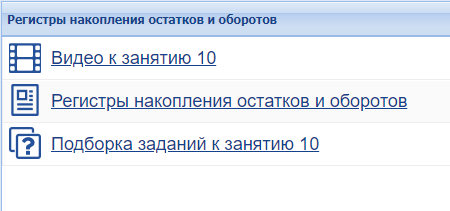 Регистры накопления остатков и оборотов
Видео к занятию 10
Регистры накопления остатков и оборотов
Подборка заданий к занятию 10